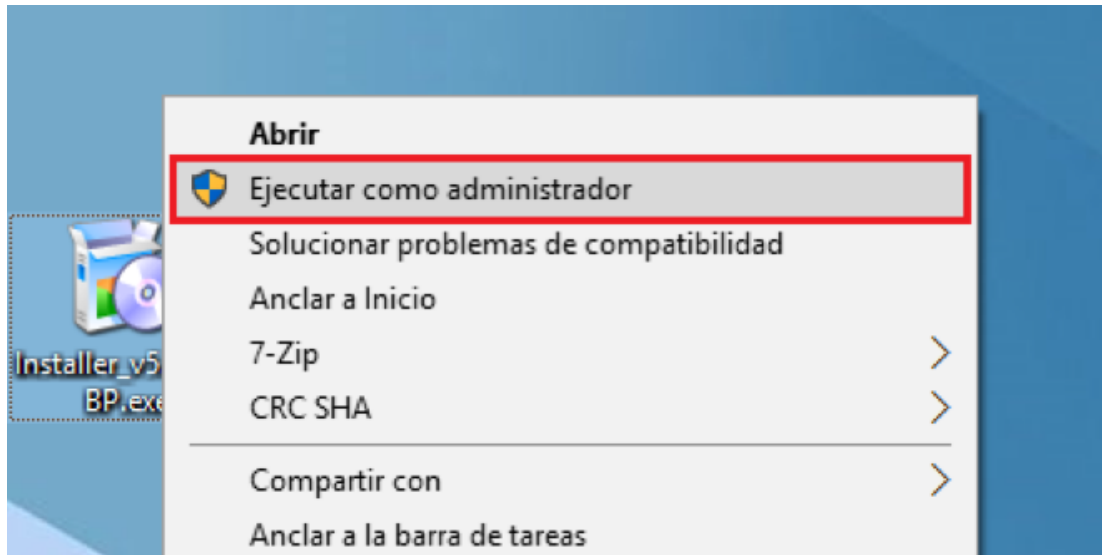 Abrir
Ejecutar como administrador
Solucionar problemas de compatibilidad
Anclar a Inicio
7-Zip
CRC SHA
Compartir con
Anclar a la barra de tareas
Installer_v5
BP.exe